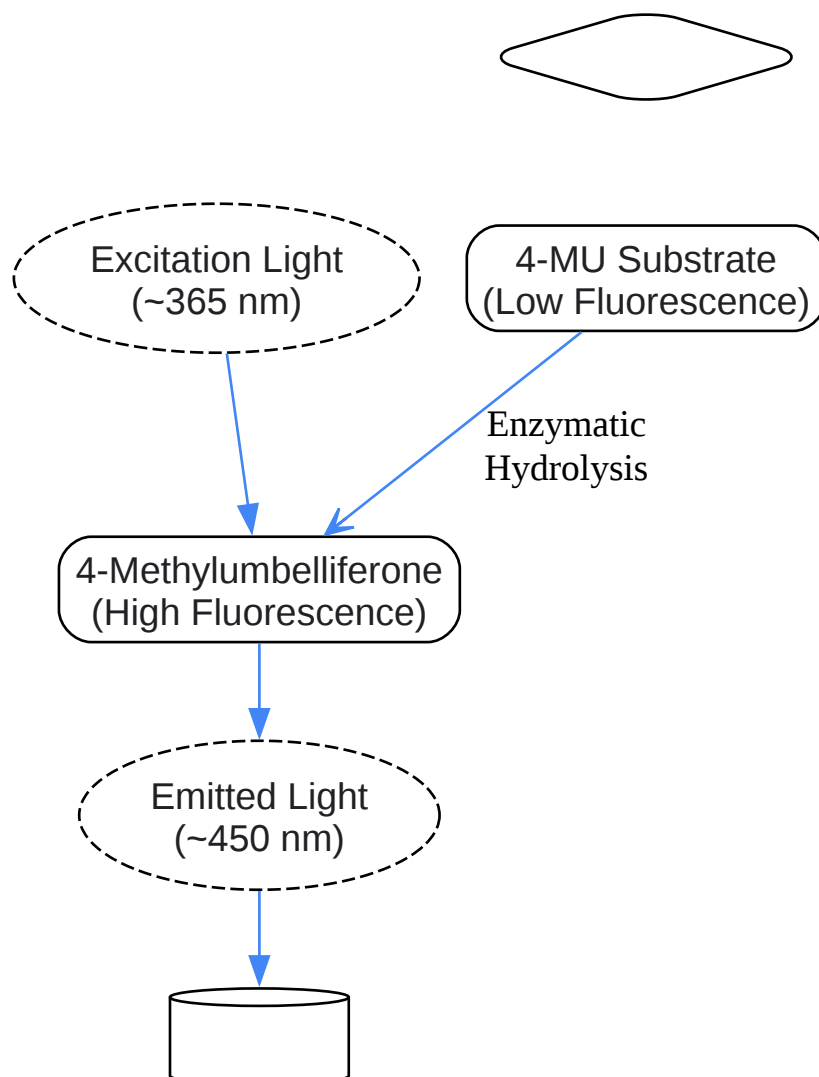 Excitation Light
(~365 nm)
4-MU Substrate
(Low Fluorescence)
Enzymatic
Hydrolysis
4-Methylumbelliferone
(High Fluorescence)
Emitted Light
(~450 nm)